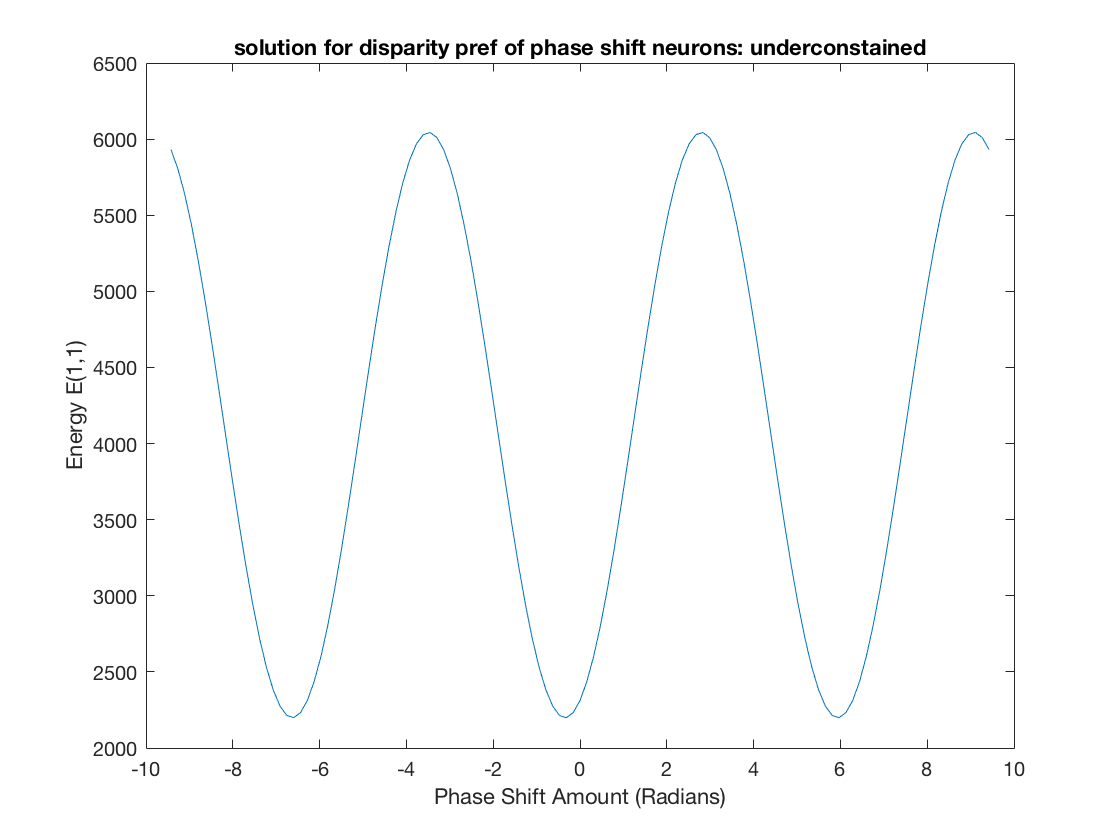 solution for disparity pref of phase shift neurons: underconstained
6500
6000
5500
5000
4500
4000
3500
3000
2500
2000
Energy E(1,1)
-10 -8 -6 -4 -2 0 2 4 6 8 10
Phase Shift Amount (Radians)